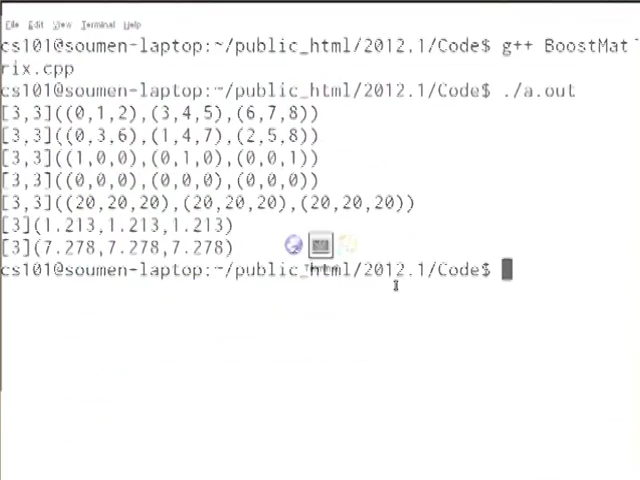 File Edit View Terminal Help
cs101@soumen-laptop:~/public_html/2012.1/Code$ g++ BoostMat
rix.cpp
cs101@soumen-laptop:~/public_html/2012.1/Code$ ./a.out
[3,3]((0,1,2),(3,4,5),(6,7,8))
[3,3]((0,3,6),(1,4,7),(2,5,8))
[3,3]((1,0,0),(0,1,0),(0,0,1))
[3,3]((0,0,0),(0,0,0),(0,0,0))
[3,3]((20,20,20),(20,20,20),(20,20,20))
[3](1.213,1.213,1.213)
[3](7.278,7.278,7.278)
cs101@soumen-laptop:~/public_html/2012.1/Code$